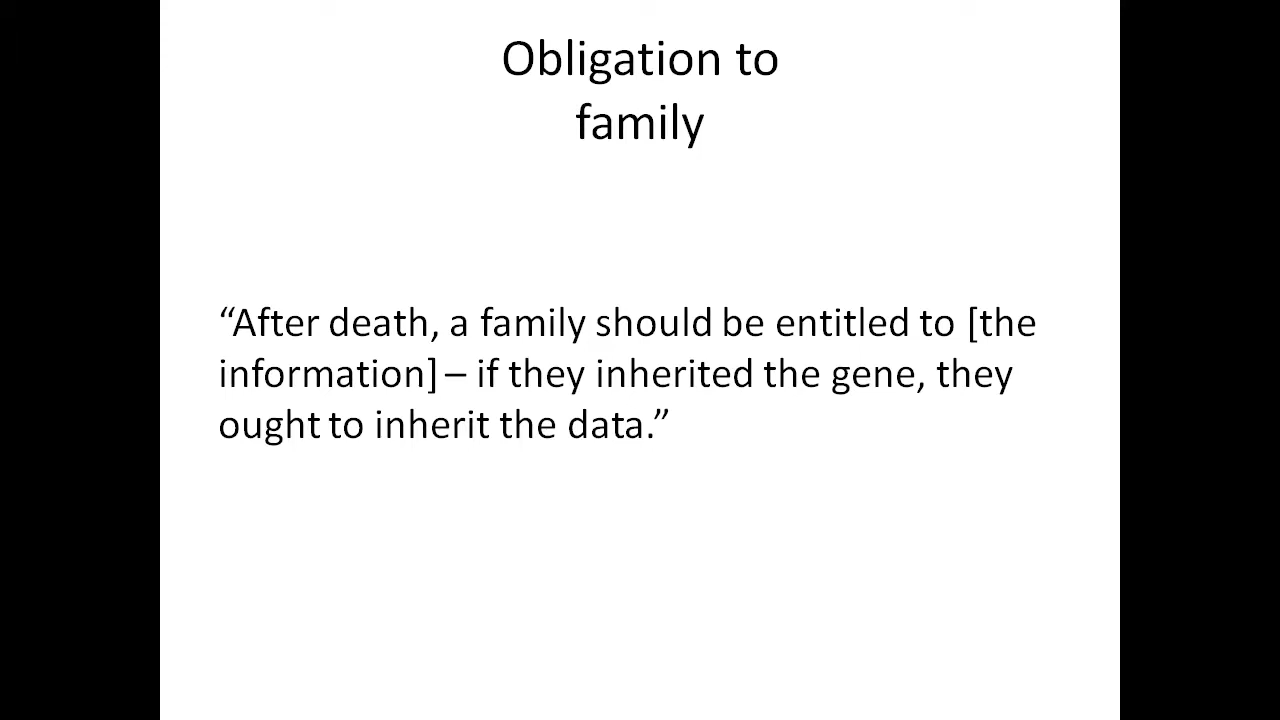 Obligation to
family
“After death, a family should be entitled to [the
information] – if they inherited the gene, they
ought to inherit the data.”